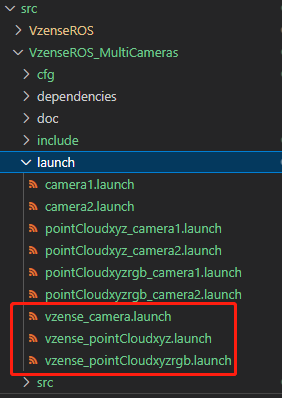 src
VzenseROS
VzenseROS_MultiCameras
cfg
dependencies
doc
include
launch
camera1.launch
camera2.launch
pointCloudxyz_camera1.launch
pointCloudxyz_camera2.launch
pointCloudxyzrgb_camera1.launch
pointCloudxyzrgb_camera2.launch
vzense_camera.launch
vzense_pointCloudxyz.launch
vzense_pointCloudxyzrgb.launch
src